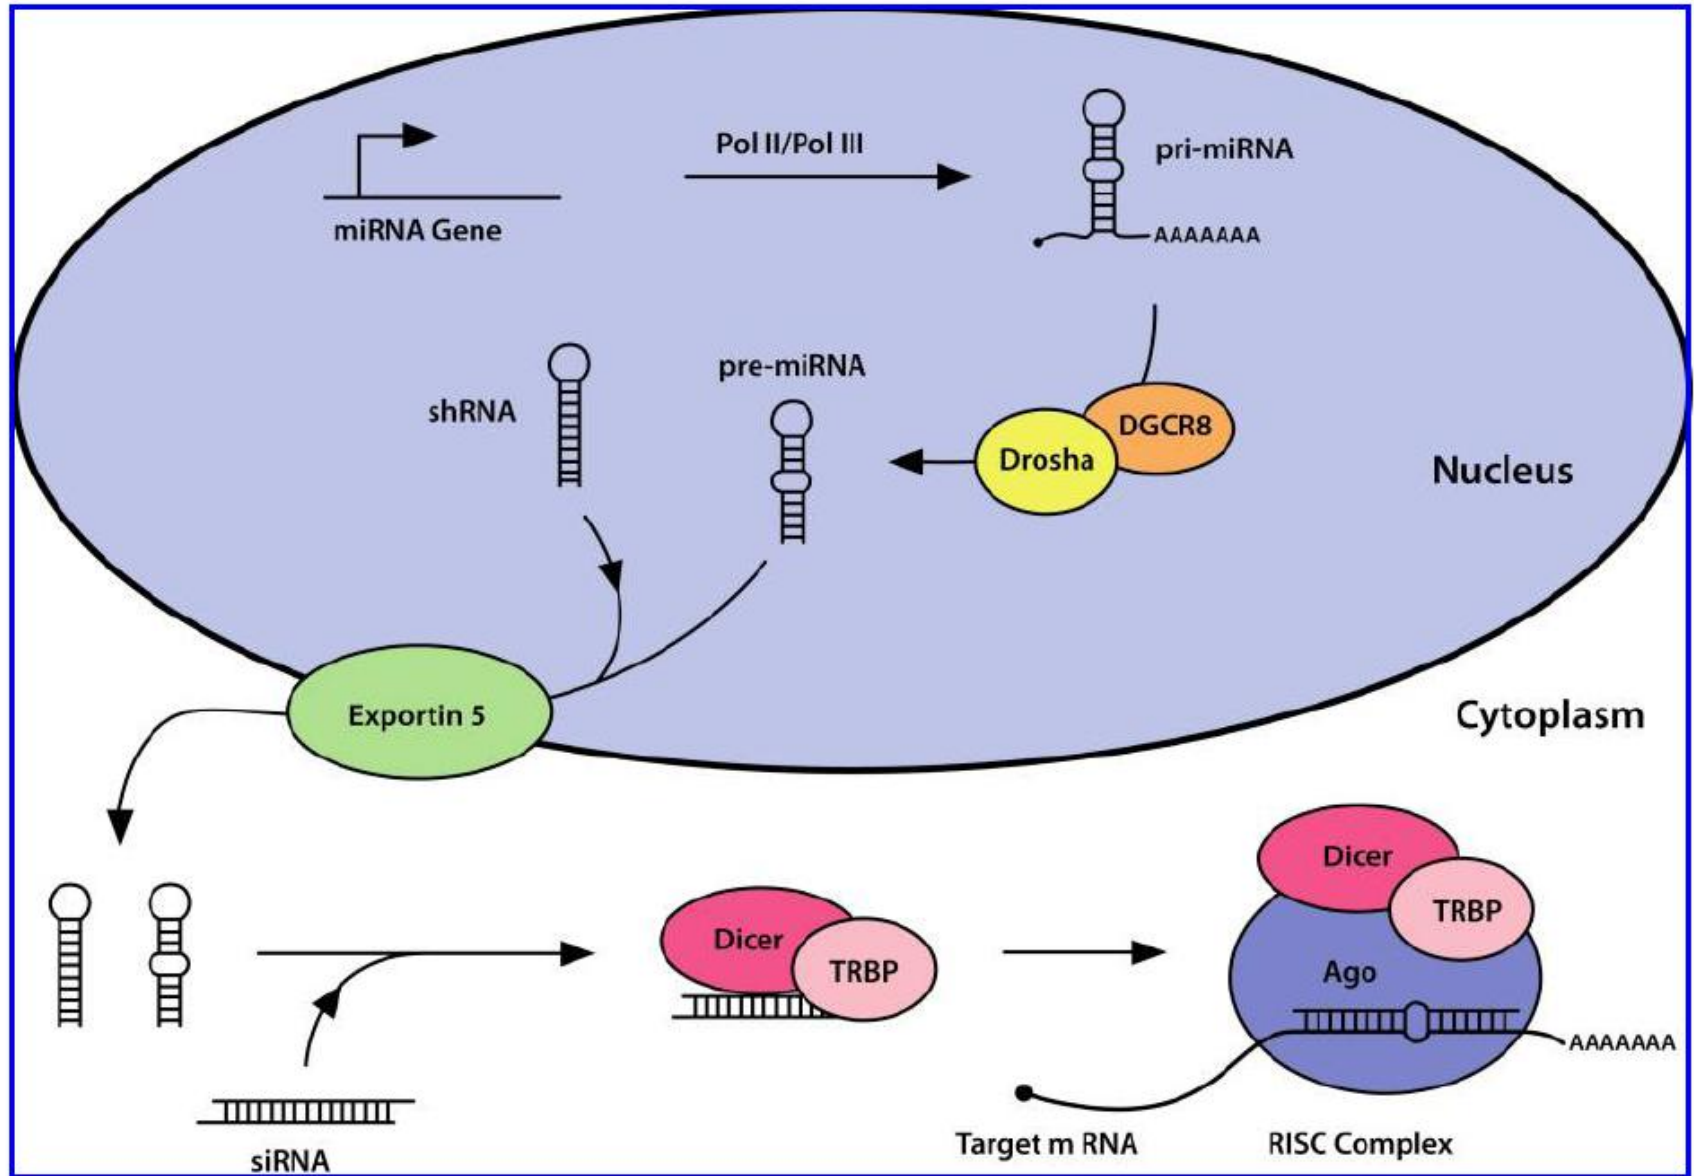 Pol II/Pol III
pri-miRNA
miRNA Gene
AAAAAAA
pre-miRNA
shRNA
DGCR8
Drosha
Nucleus
Exportin 5
Cytoplasm
Dicer
TRBP
Dicer
TRBP
Ago
AAAAAAA
Target m RNA
RISC Complex
siRNA